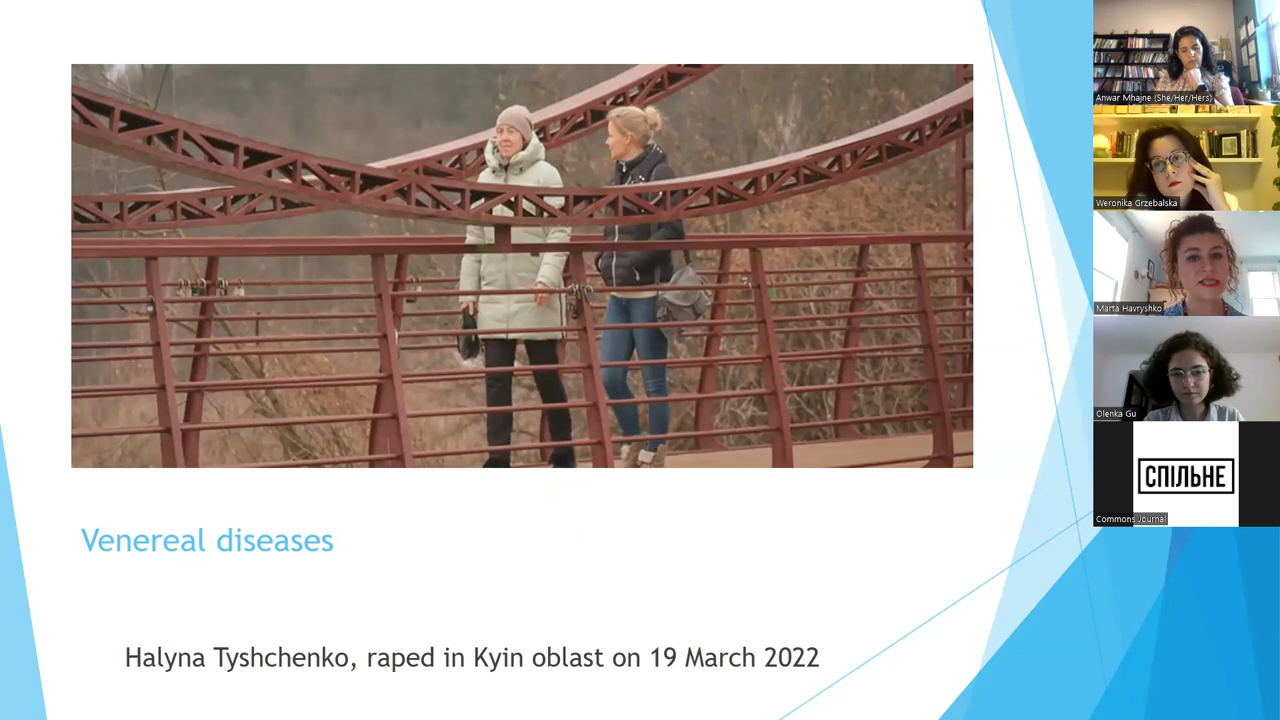 Venereal diseases
Halyna Tyshchenko, raped in Kyin oblast on 19 March 2022
Anwar Mhajne (She/Her/Hers)
Weronika Grzebalska
Marta Havryshko
Olenka Gu
СПІЛЬНЕ
Commons Journal